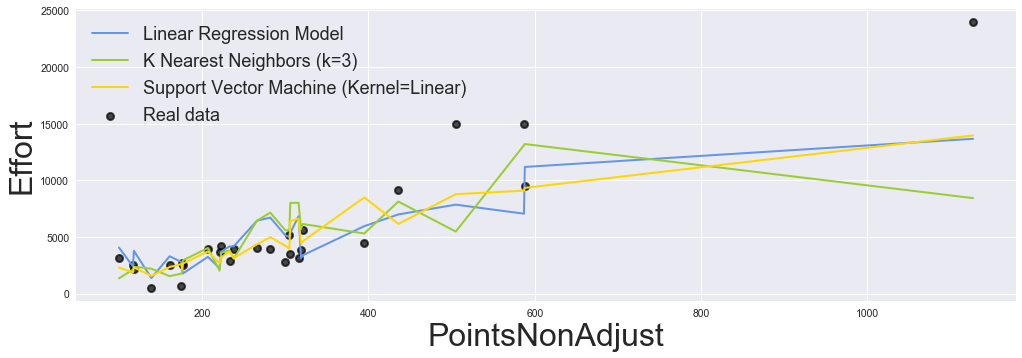 25000
20000
15000
10000
5000
0
Effort
Linear Regression Model
K Nearest Neighbors (k=3)
Support Vector Machine (Kernel=Linear)
Real data
200
400
600
800
1000
PointsNonAdjust